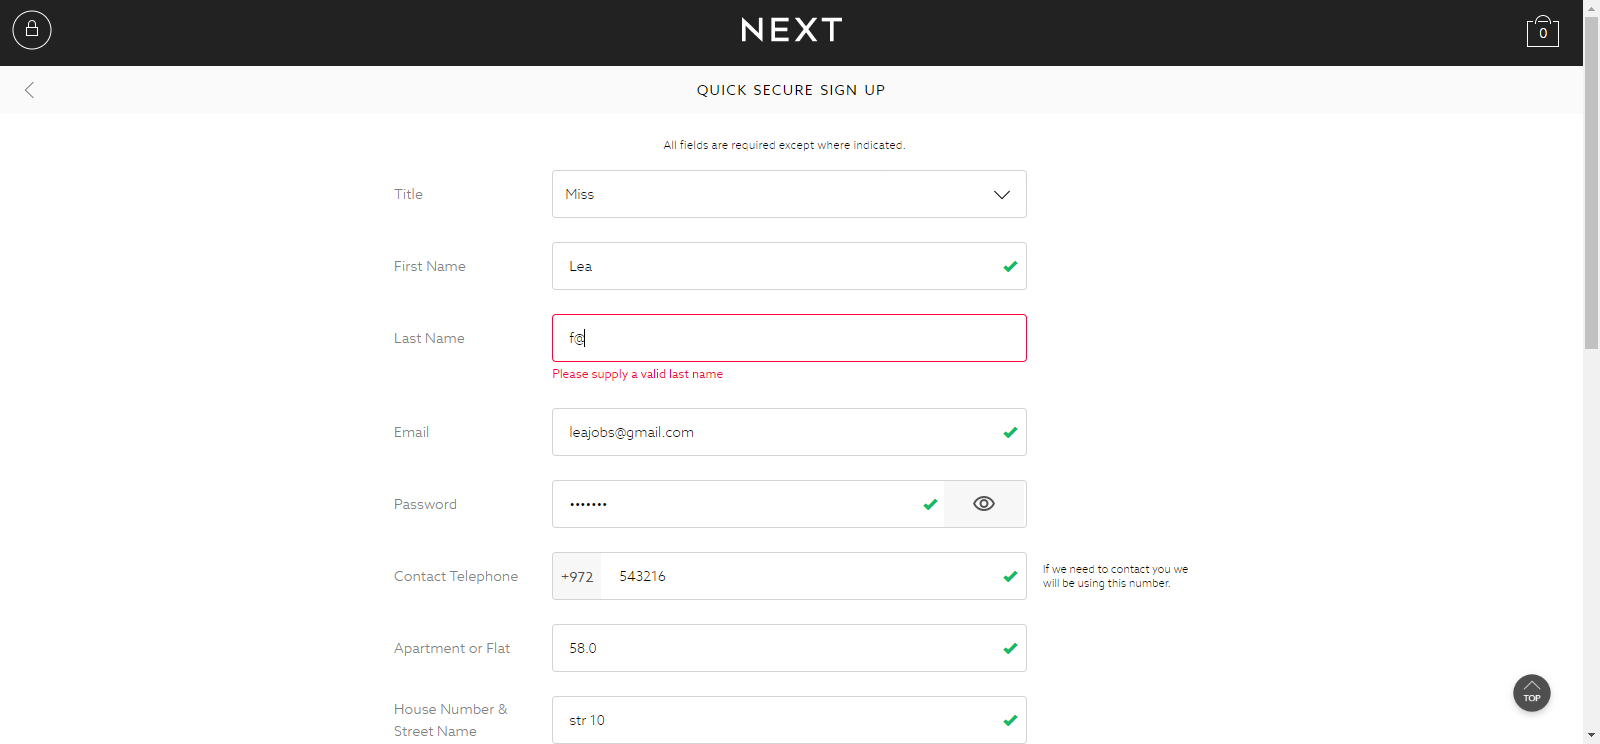 NEXT
0
QUICK SECURE SIGN UP
All fields are required except where indicated.
Title
Miss
First Name
Lea
Last Name
f@
Please supply a valid last name
Email
leajobs@gmail.com
Password
•••••••
Contact Telephone
+972
543216
If we need to contact you we
will be using this number.
Apartment or Flat
58.0
House Number &
Street Name
str 10
TOP